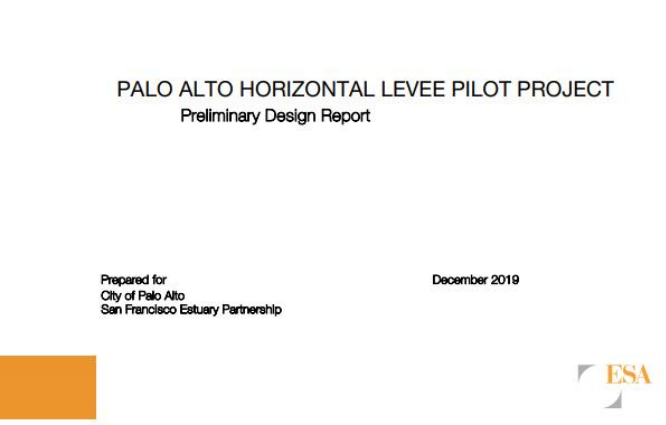 PALO ALTO HORIZONTAL LEVEE PILOT PROJECT
Preliminary Design Report
Prepared for
City of Palo Alto
San Francisco Estuary Partnership
December 2019
ESA